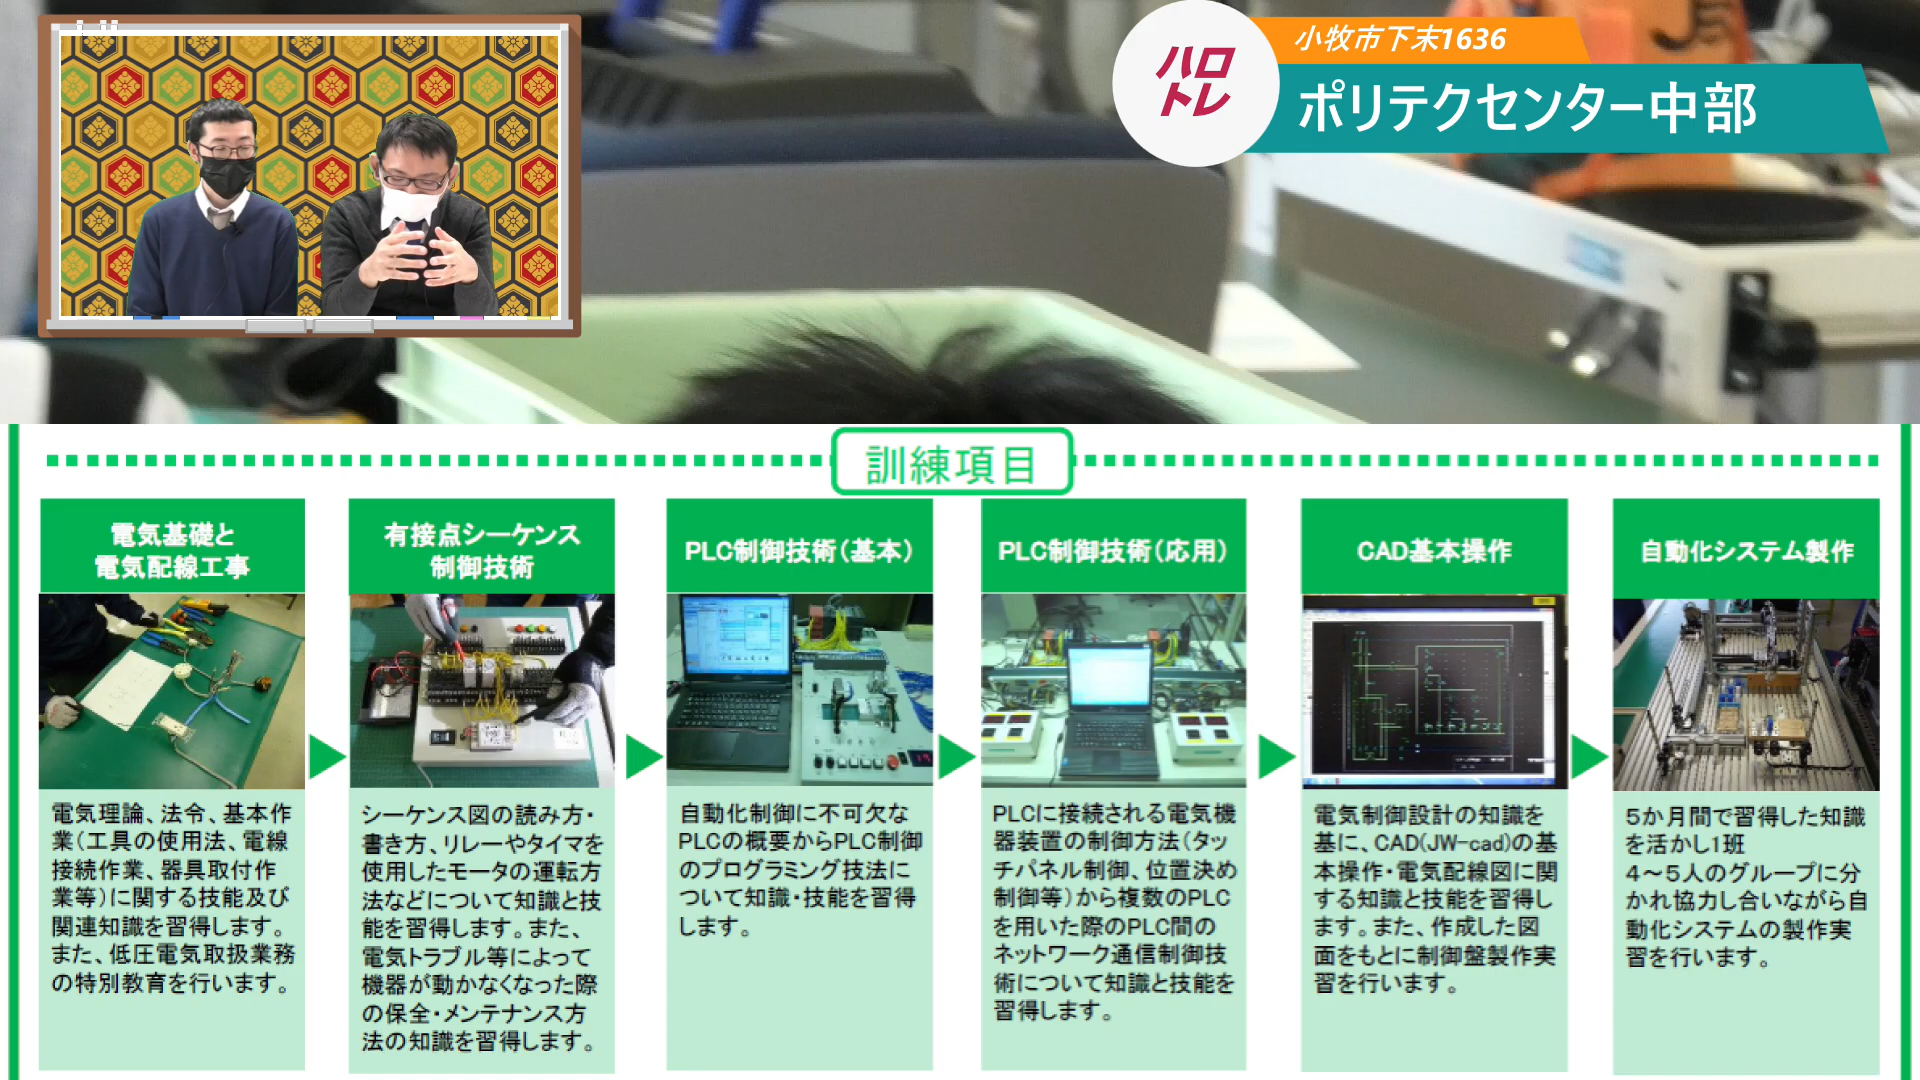 ハロ
トレ
小牧市下末1636
ポリテクセンター中部
訓練項目
電気基礎と
電気配線工事
電気理論、法令、基本作
業（工具の使用法、電線
接続作業、器具取付作
業等）に関する技能及び
関連知識を習得します。
また、低圧電気取扱業務
の特別教育を行います。
有接点シーケンス
制御技術
シーケンス図の読み方・
書き方、リレーやタイマを
使用したモータの運転方
法などについて知識と技
能を習得します。また、
電気トラブル等によって
機器が動かなくなった際
の保全・メンテナンス方
法の知識を習得します。
PLC制御技術（基本）
自動化制御に不可欠な
PLCの概要からPLC制御
のプログラミング技法に
ついて知識・技能を習得
します。
PLC制御技術（応用）
PLCに接続される電気機
器装置の制御方法（タッ
チパネル制御、位置決め
制御等）から複数のPLC
を用いた際のPLC間の
ネットワーク通信制御技
術について知識と技能を
習得します。
CAD基本操作
電気制御設計の知識を
基に、CAD(JW-cad)の基
本操作・電気配線図に関
する知識と技能を習得し
ます。また、作成した図
面をもとに制御盤製作実
習を行います。
自動化システム製作
５か月間で習得した知識
を活かし1班
４～５人のグループに分
かれ協力し合いながら自
動化システムの製作実
習を行います。